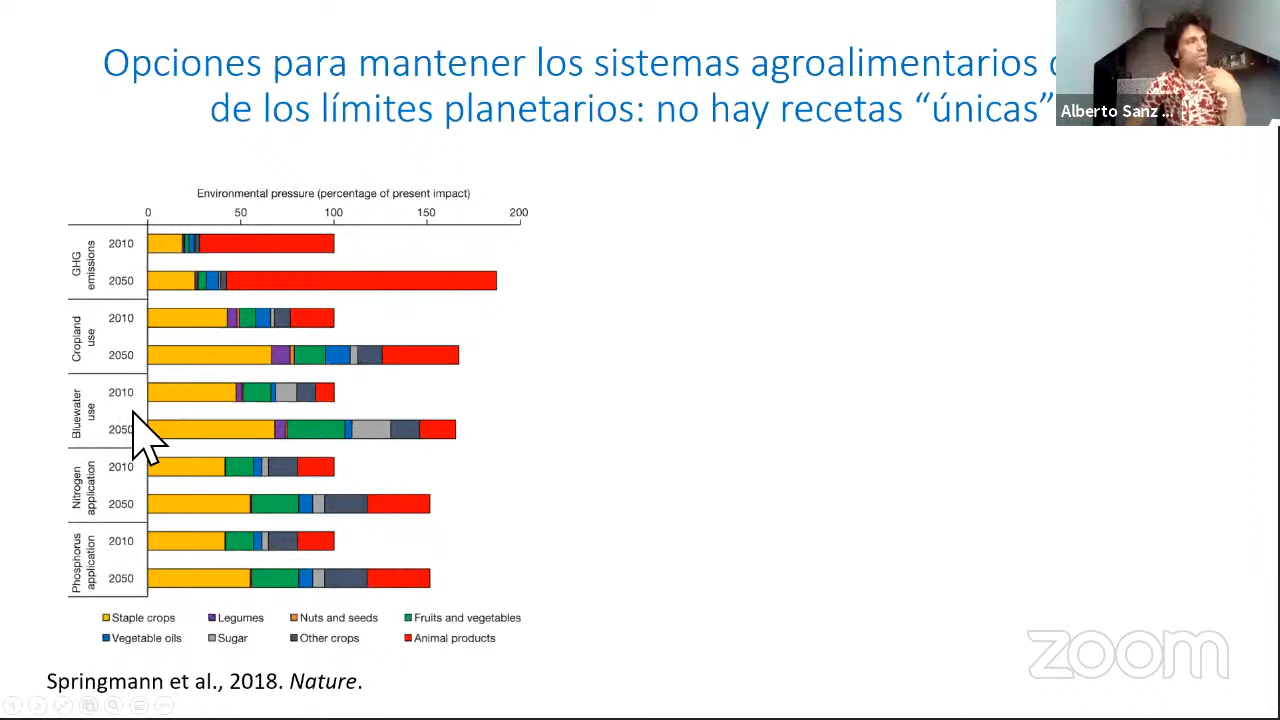 Opciones para mantener los sistemas agroalimentarios
de los límites planetarios: no hay recetas “únicas”
Alberto Sanz ...
Environmental pressure (percentage of present impact)
0 50 100 150 200
GHG emissions
2010
2050
Cropland use
2010
2050
Bluewater use
2010
2050
Nitrogen application
2010
2050
Phosphorus application
2010
2050
Staple crops Legumes Nuts and seeds Fruits and vegetables
Vegetable oils Sugar Other crops Animal products
zoom
Springmann et al., 2018. Nature.